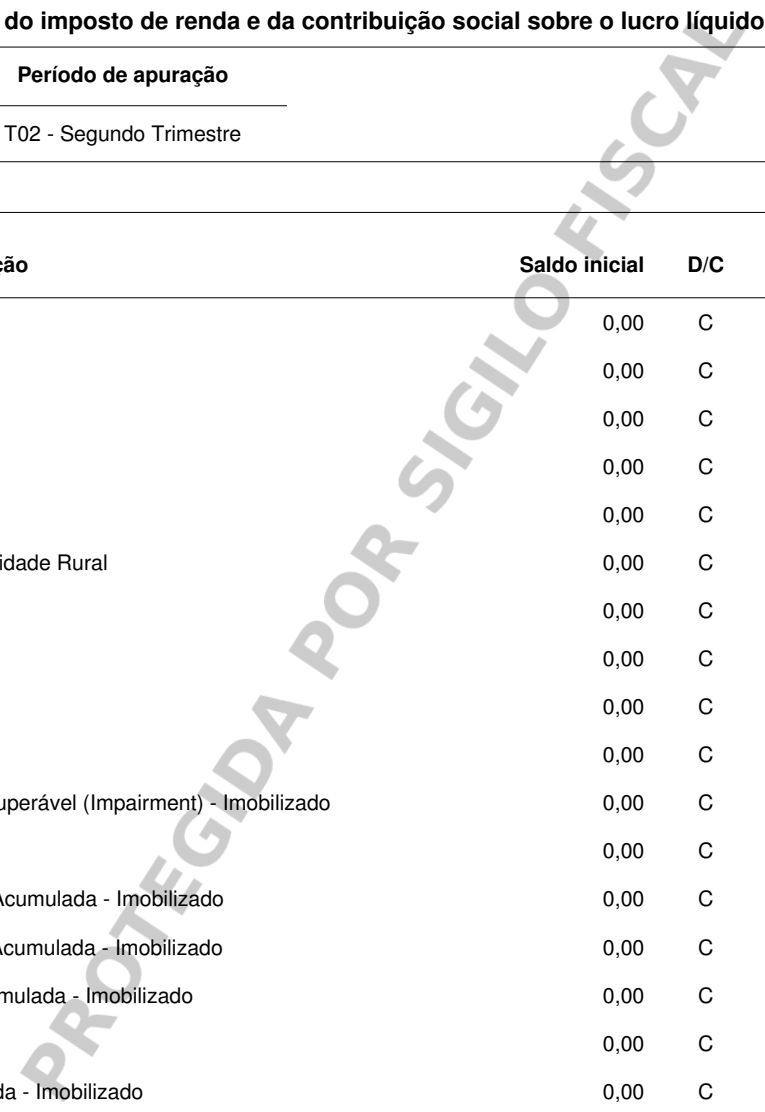 do imposto de renda e da contribuição social sobre o lucro líquido
Período de apuração
T02 - Segundo Trimestre
ção Saldo inicial D/C
0,00 C
0,00 C
0,00 C
0,00 C
0,00 C
idade Rural 0,00 C
0,00 C
0,00 C
0,00 C
0,00 C
uperável (Impairment) - Imobilizado 0,00 C
0,00 C
Acumulada - Imobilizado 0,00 C
Acumulada - Imobilizado 0,00 C
mulada - Imobilizado 0,00 C
0,00 C
da - Imobilizado 0,00 C
PROTEGIDA POR SIGILO FISCAL